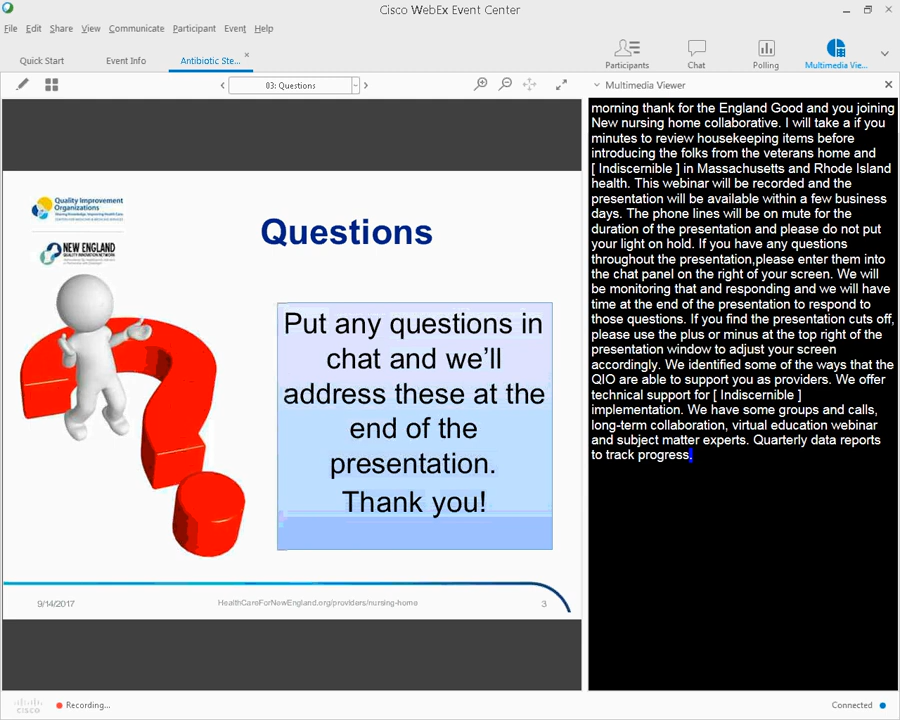 Cisco WebEx Event Center
File Edit Share View Communicate Participant Event Help
Quick Start Event Info Antibiotic Ste...
Participants Chat Polling Multimedia Vie...
03: Questions
Multimedia Viewer
Quality Improvement
Organizations
NEW ENGLAND
Questions
Put any questions in
chat and we'll
address these at the
end of the
presentation.
Thank you!
9/14/2017 HealthCareForNewEngland.org/providers/nursing-home 3
morning thank for the England Good and you joining
New nursing home collaborative. I will take a if you
minutes to review housekeeping items before
introducing the folks from the veterans home and
[ Indiscernible ] in Massachusetts and Rhode Island
health. This webinar will be recorded and the
presentation will be available within a few business
days. The phone lines will be on mute for the
duration of the presentation and please do not put
your light on hold. If you have any questions
throughout the presentation,please enter them into
the chat panel on the right of your screen. We will
be monitoring that and responding and we will have
time at the end of the presentation to respond to
those questions. If you find the presentation cuts off,
please use the plus or minus at the top right of the
presentation window to adjust your screen
accordingly. We identified some of the ways that the
QIO are able to support you as providers. We offer
technical support for [ Indiscernible ]
implementation. We have some groups and calls,
long-term collaboration, virtual education webinar
and subject matter experts. Quarterly data reports
to track progress.
cisco Recording... Connected